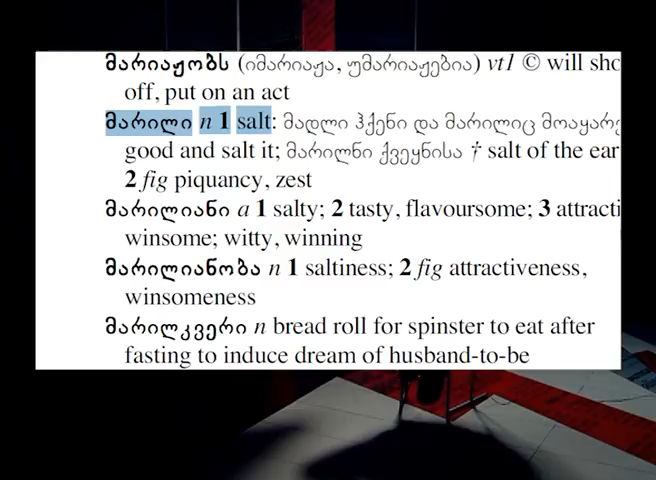 მარიაჟობს (იმარიაჟა, უმარიაჟებია) vt1 © will sho
off, put on an act
მარილი n 1 salt: მადლი ჰქენი და მარილიც მოაყარე
good and salt it; მარილნი ქვეყნისა † salt of the ear
2 fig piquancy, zest
მარილიანი a 1 salty; 2 tasty, flavoursome; 3 attracti
winsome; witty, winning
მარილიანობა n 1 saltiness; 2 fig attractiveness,
winsomeness
მარილკვერი n bread roll for spinster to eat after
fasting to induce dream of husband-to-be